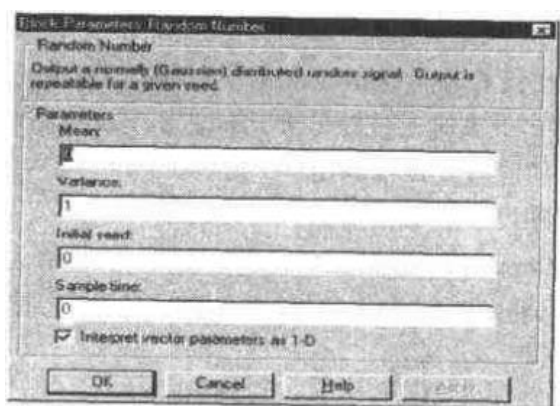 Block Parameters: Random Number
Random Number
Output a normally (Gaussian) distributed random signal. Output is
repeatable for a given seed.
Parameters
Mean:
Variance:
1
Initial seed:
0
Sample time:
0
Interpret vector parameters as 1-D
OK
Cancel
Help
Apply